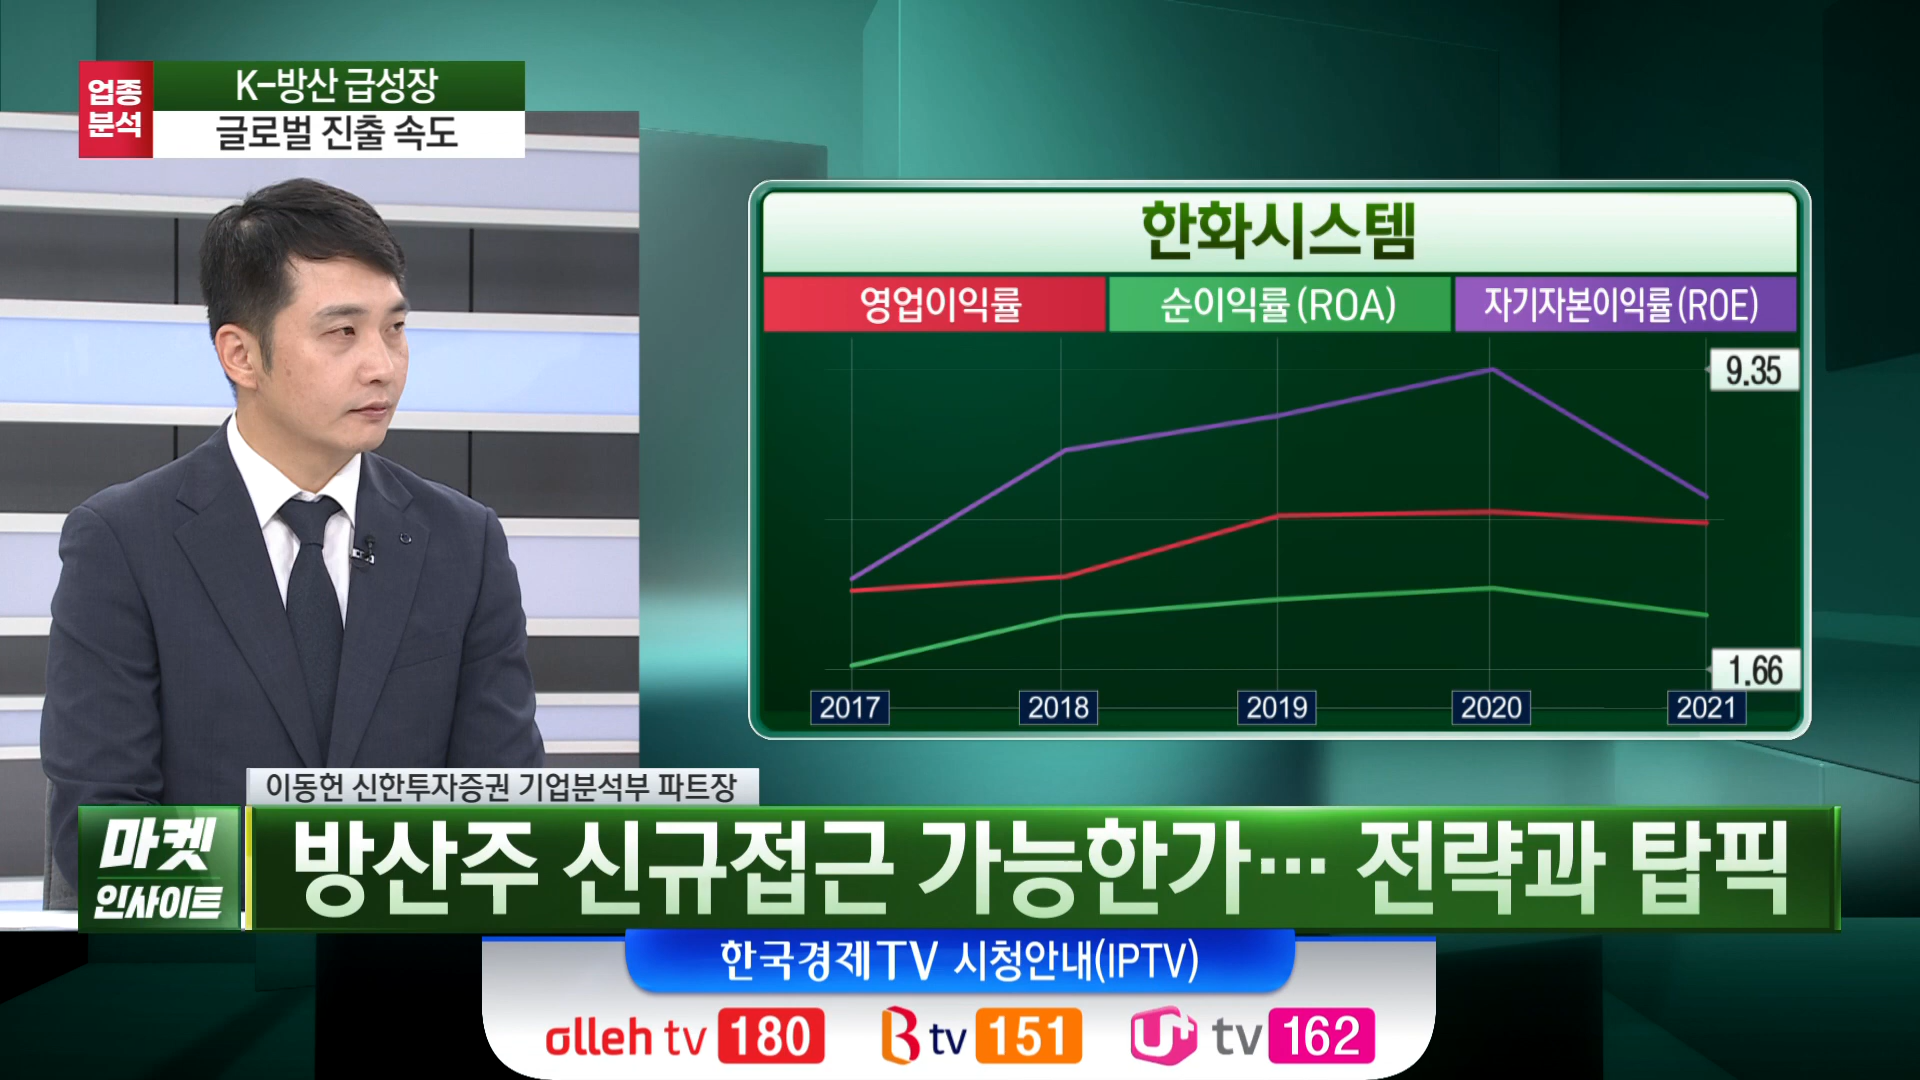 업종
분석
K-방산 급성장
글로벌 진출 속도
한화시스템
영업이익률
순이익률(ROA)
자기자본이익률(ROE)
9.35
1.66
2017
2018
2019
2020
2021
이동헌 신한투자증권 기업분석부 파트장
마켓
인사이트
방산주 신규접근 가능한가… 전략과 탑픽
한국경제TV 시청안내(IPTV)
olleh tv 180
B tv 151
U+ tv 162